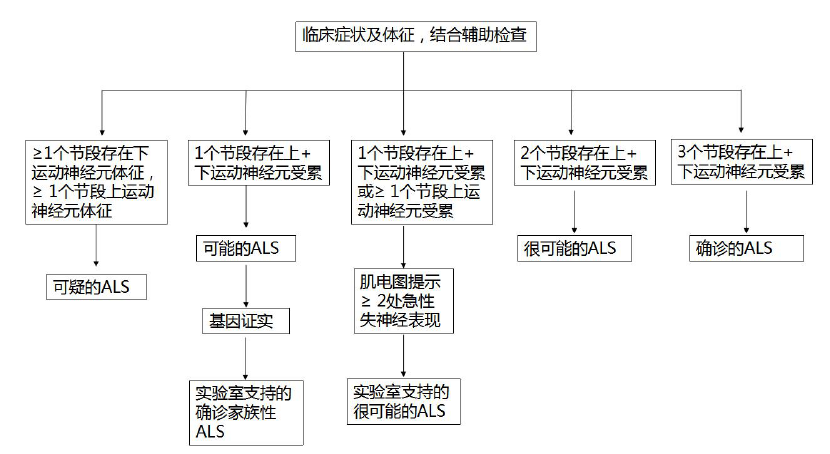 临床症状及体征，结合辅助检查
≥1个节段存在下
运动神经元体征，
≥ 1个节段上运动
神经元体征
可疑的ALS
1个节段存在上+
下运动神经元受累
可能的ALS
基因证实
实验室支持的
确诊家族性
ALS
1个节段存在上+
下运动神经元受累
或≥ 1个节段上运
动神经元受累
肌电图提示
≥ 2处急性
失神经表现
实验室支持的
很可能的ALS
2个节段存在上+
下运动神经元受累
很可能的ALS
3个节段存在上+
下运动神经元受累
确诊的ALS